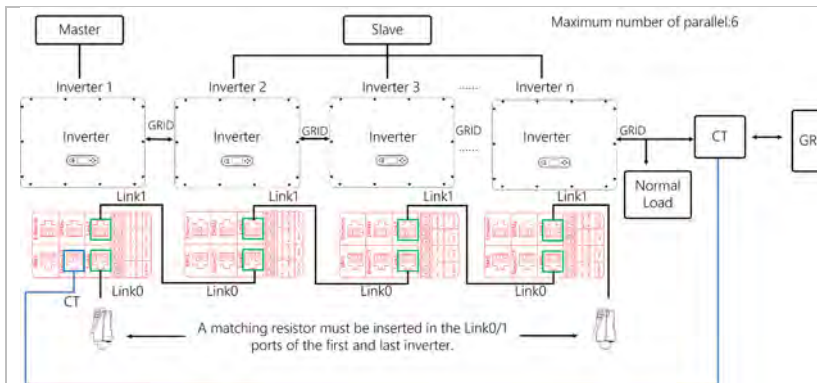 Maximum number of parallel:6
Master
Slave
Inverter 1
Inverter 2
Inverter 3
......
Inverter n
Inverter
GRID
Inverter
GRID
Inverter
GRID
......
Inverter
GRID
CT
GR
Normal
Load
Link1
Link1
Link1
Link1
CT
Link0
Link0
Link0
Link0
A matching resistor must be inserted in the Link0/1
ports of the first and last inverter.